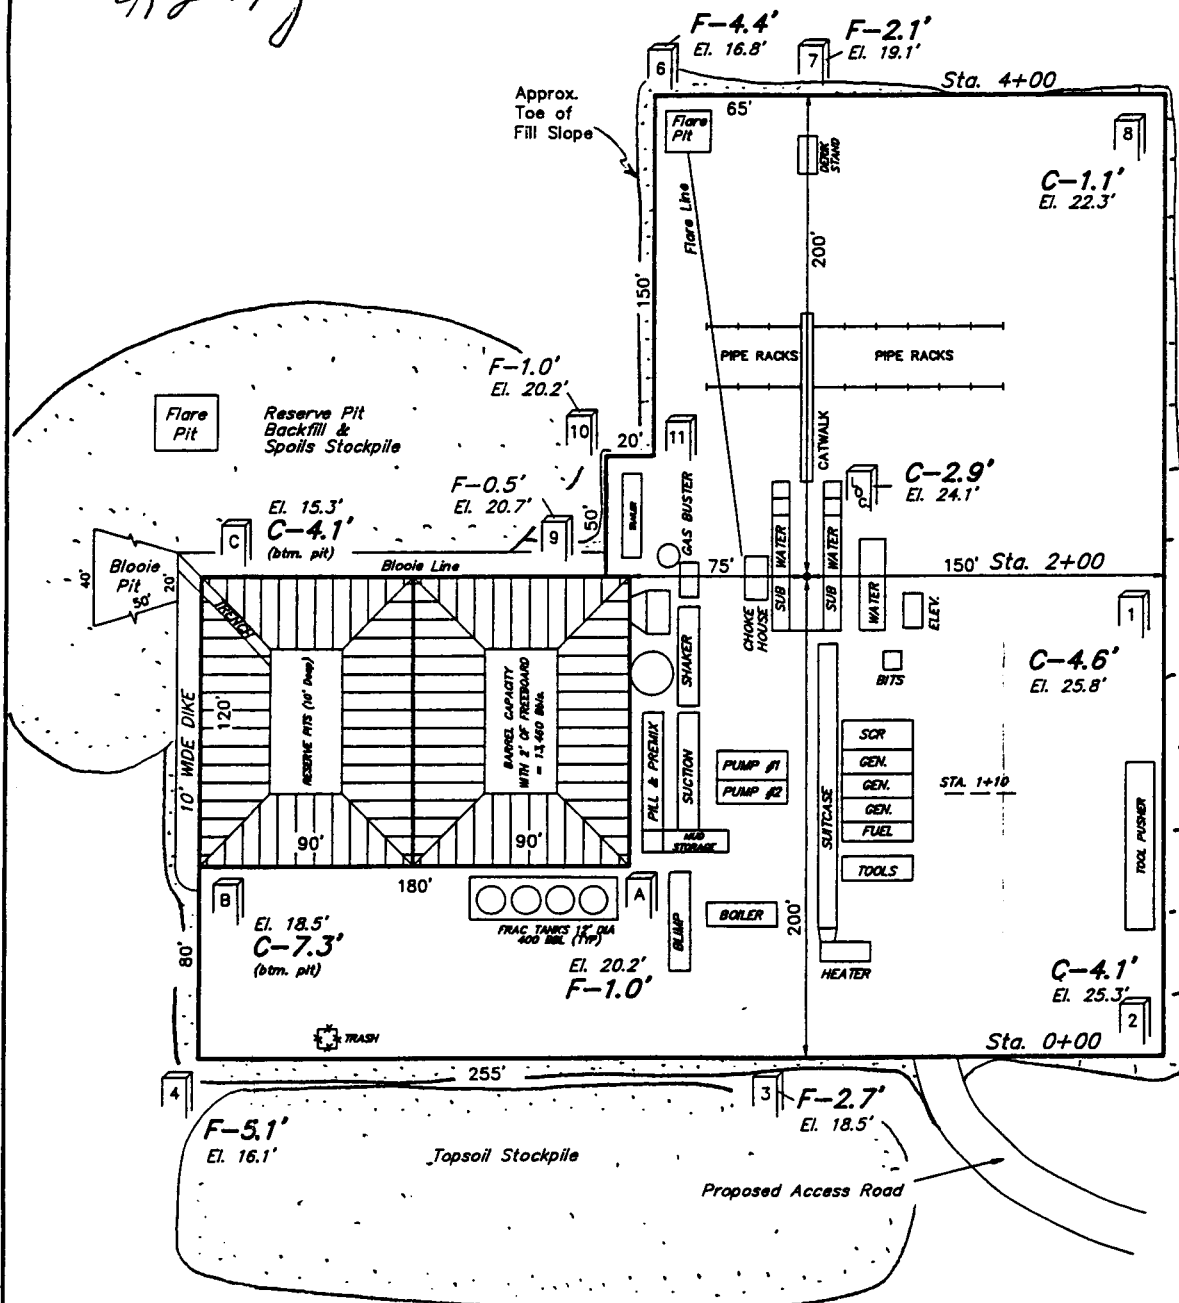 F-4.4'
El. 16.8'
6
F-2.1'
El. 19.1'
7
Sta. 4+00
Approx.
Toe of
Fill Slope
65'
Flare
Pit
DERRICK
STAND
8
C-1.1'
El. 22.3'
Flare Line
200'
150'
PIPE RACKS
PIPE RACKS
F-1.0'
El. 20.2'
10
Flare
Pit
Reserve Pit
Backfill &
Spoils Stockpile
20'
11
CATWALK
C-2.9'
El. 24.1'
F-0.5'
El. 20.7'
9
50'
TRAILER
GAS BUSTER
El. 15.3'
C-4.1'
(btm. pit)
C
Blooie
Pit
40'
50'
20'
Blooie Line
75'
SUB
WATER
SUB
WATER
WATER
150'
Sta. 2+00
TRENCH
CHOKE
HOUSE
ELEV.
1
C-4.6'
El. 25.8'
SHAKER
BITS
10' WIDE DIKE
120'
RESERVE PITS (10' Deep)
BARREL CAPACITY
WITH 2' OF FREEBOARD
= 13,460 Bbls.
PILL & PREMIX
SUCTION
PUMP #1
PUMP #2
SUITCASE
SCR
GEN.
GEN.
GEN.
FUEL
STA. 1+10
TOOL PUSHER
90'
90'
MUD
STORAGE
TOOLS
180'
B
El. 18.5'
C-7.3'
(btm. pit)
A
FRAC TANKS 12' DIA
400 BBL (TYP)
BLIMP
BOILER
200'
80'
El. 20.2'
F-1.0'
HEATER
C-4.1'
El. 25.3'
2
TRASH
Sta. 0+00
255'
4
F-5.1'
El. 16.1'
3
F-2.7'
El. 18.5'
Topsoil Stockpile
Proposed Access Road